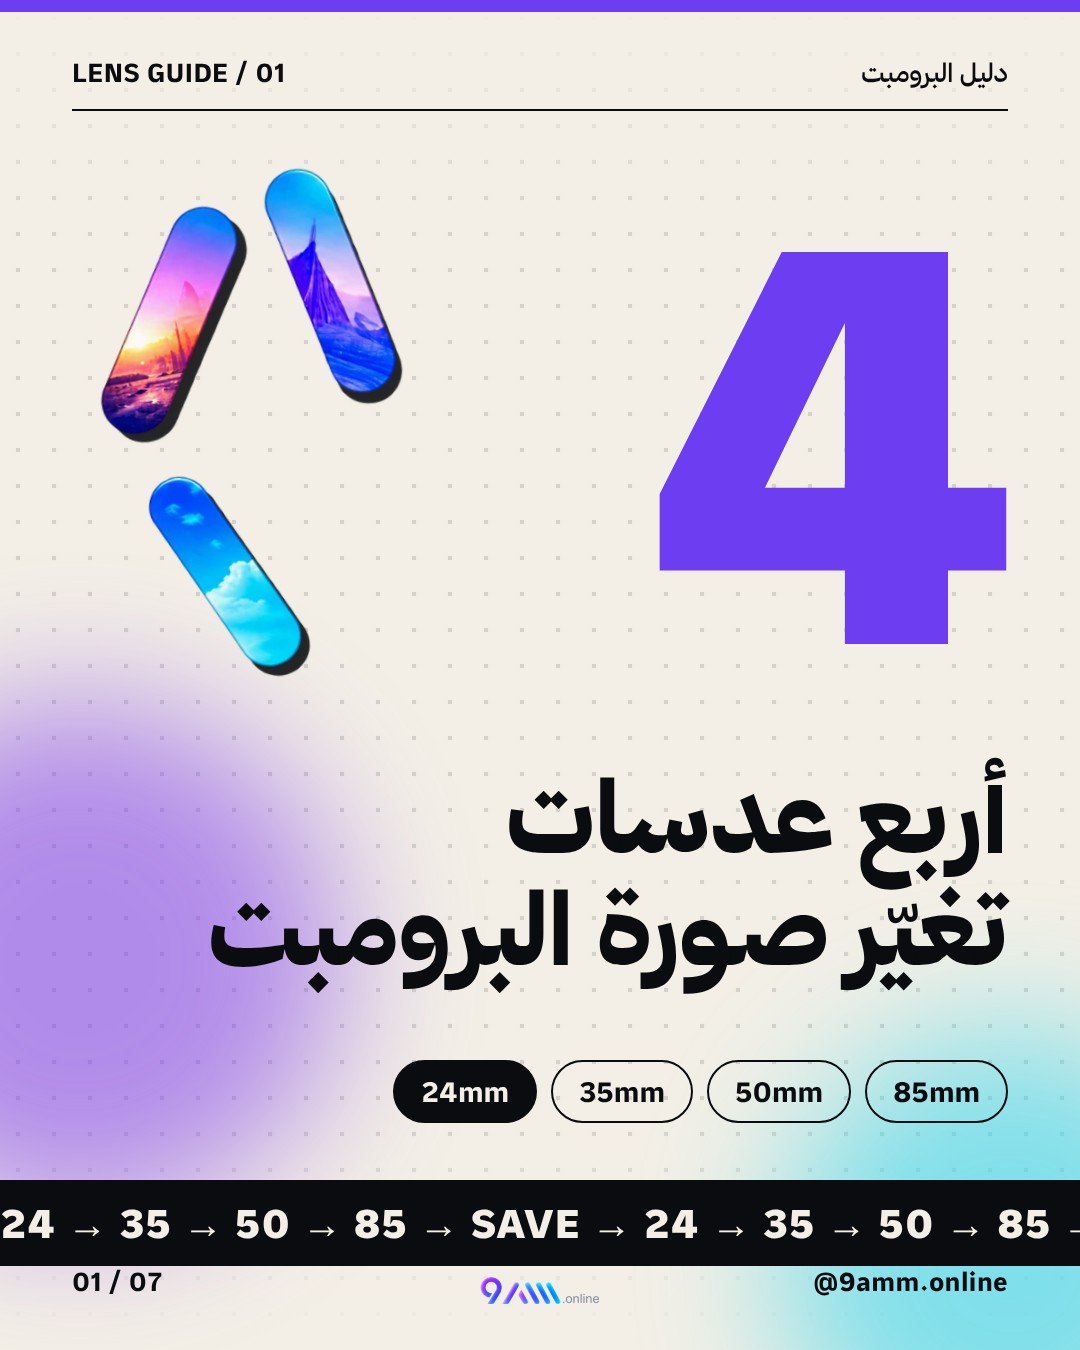 LENS GUIDE / 01
دليل البرومبت
4
أربع عدسات
تغيّر صورة البرومبت
24mm 35mm 50mm 85mm
24 → 35 → 50 → 85 → SAVE → 24 → 35 → 50 → 85 →
01 / 07
9AM .online
@9amm.online